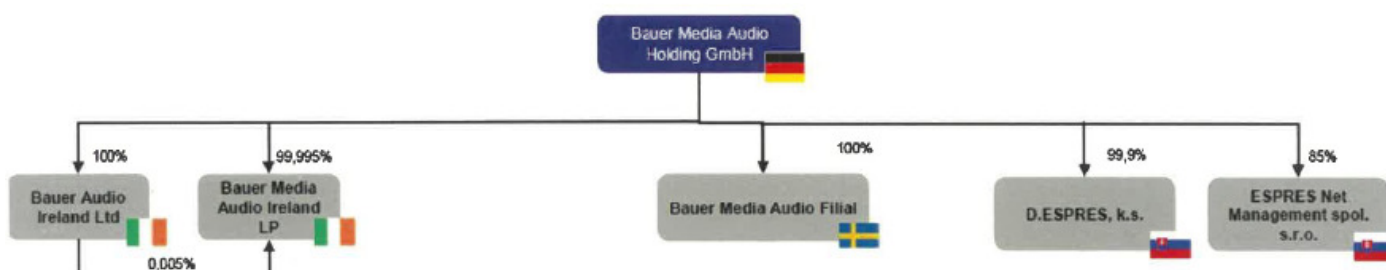 Bauer Media Audio
Holding GmbH
100%
99,995%
100%
99,9%
85%
Bauer Audio
Ireland Ltd
Bauer Media
Audio Ireland
LP
Bauer Media Audio Filial
D.ESPRES, k.s.
ESPRES Net
Management spol.
s.r.o.
0,005%